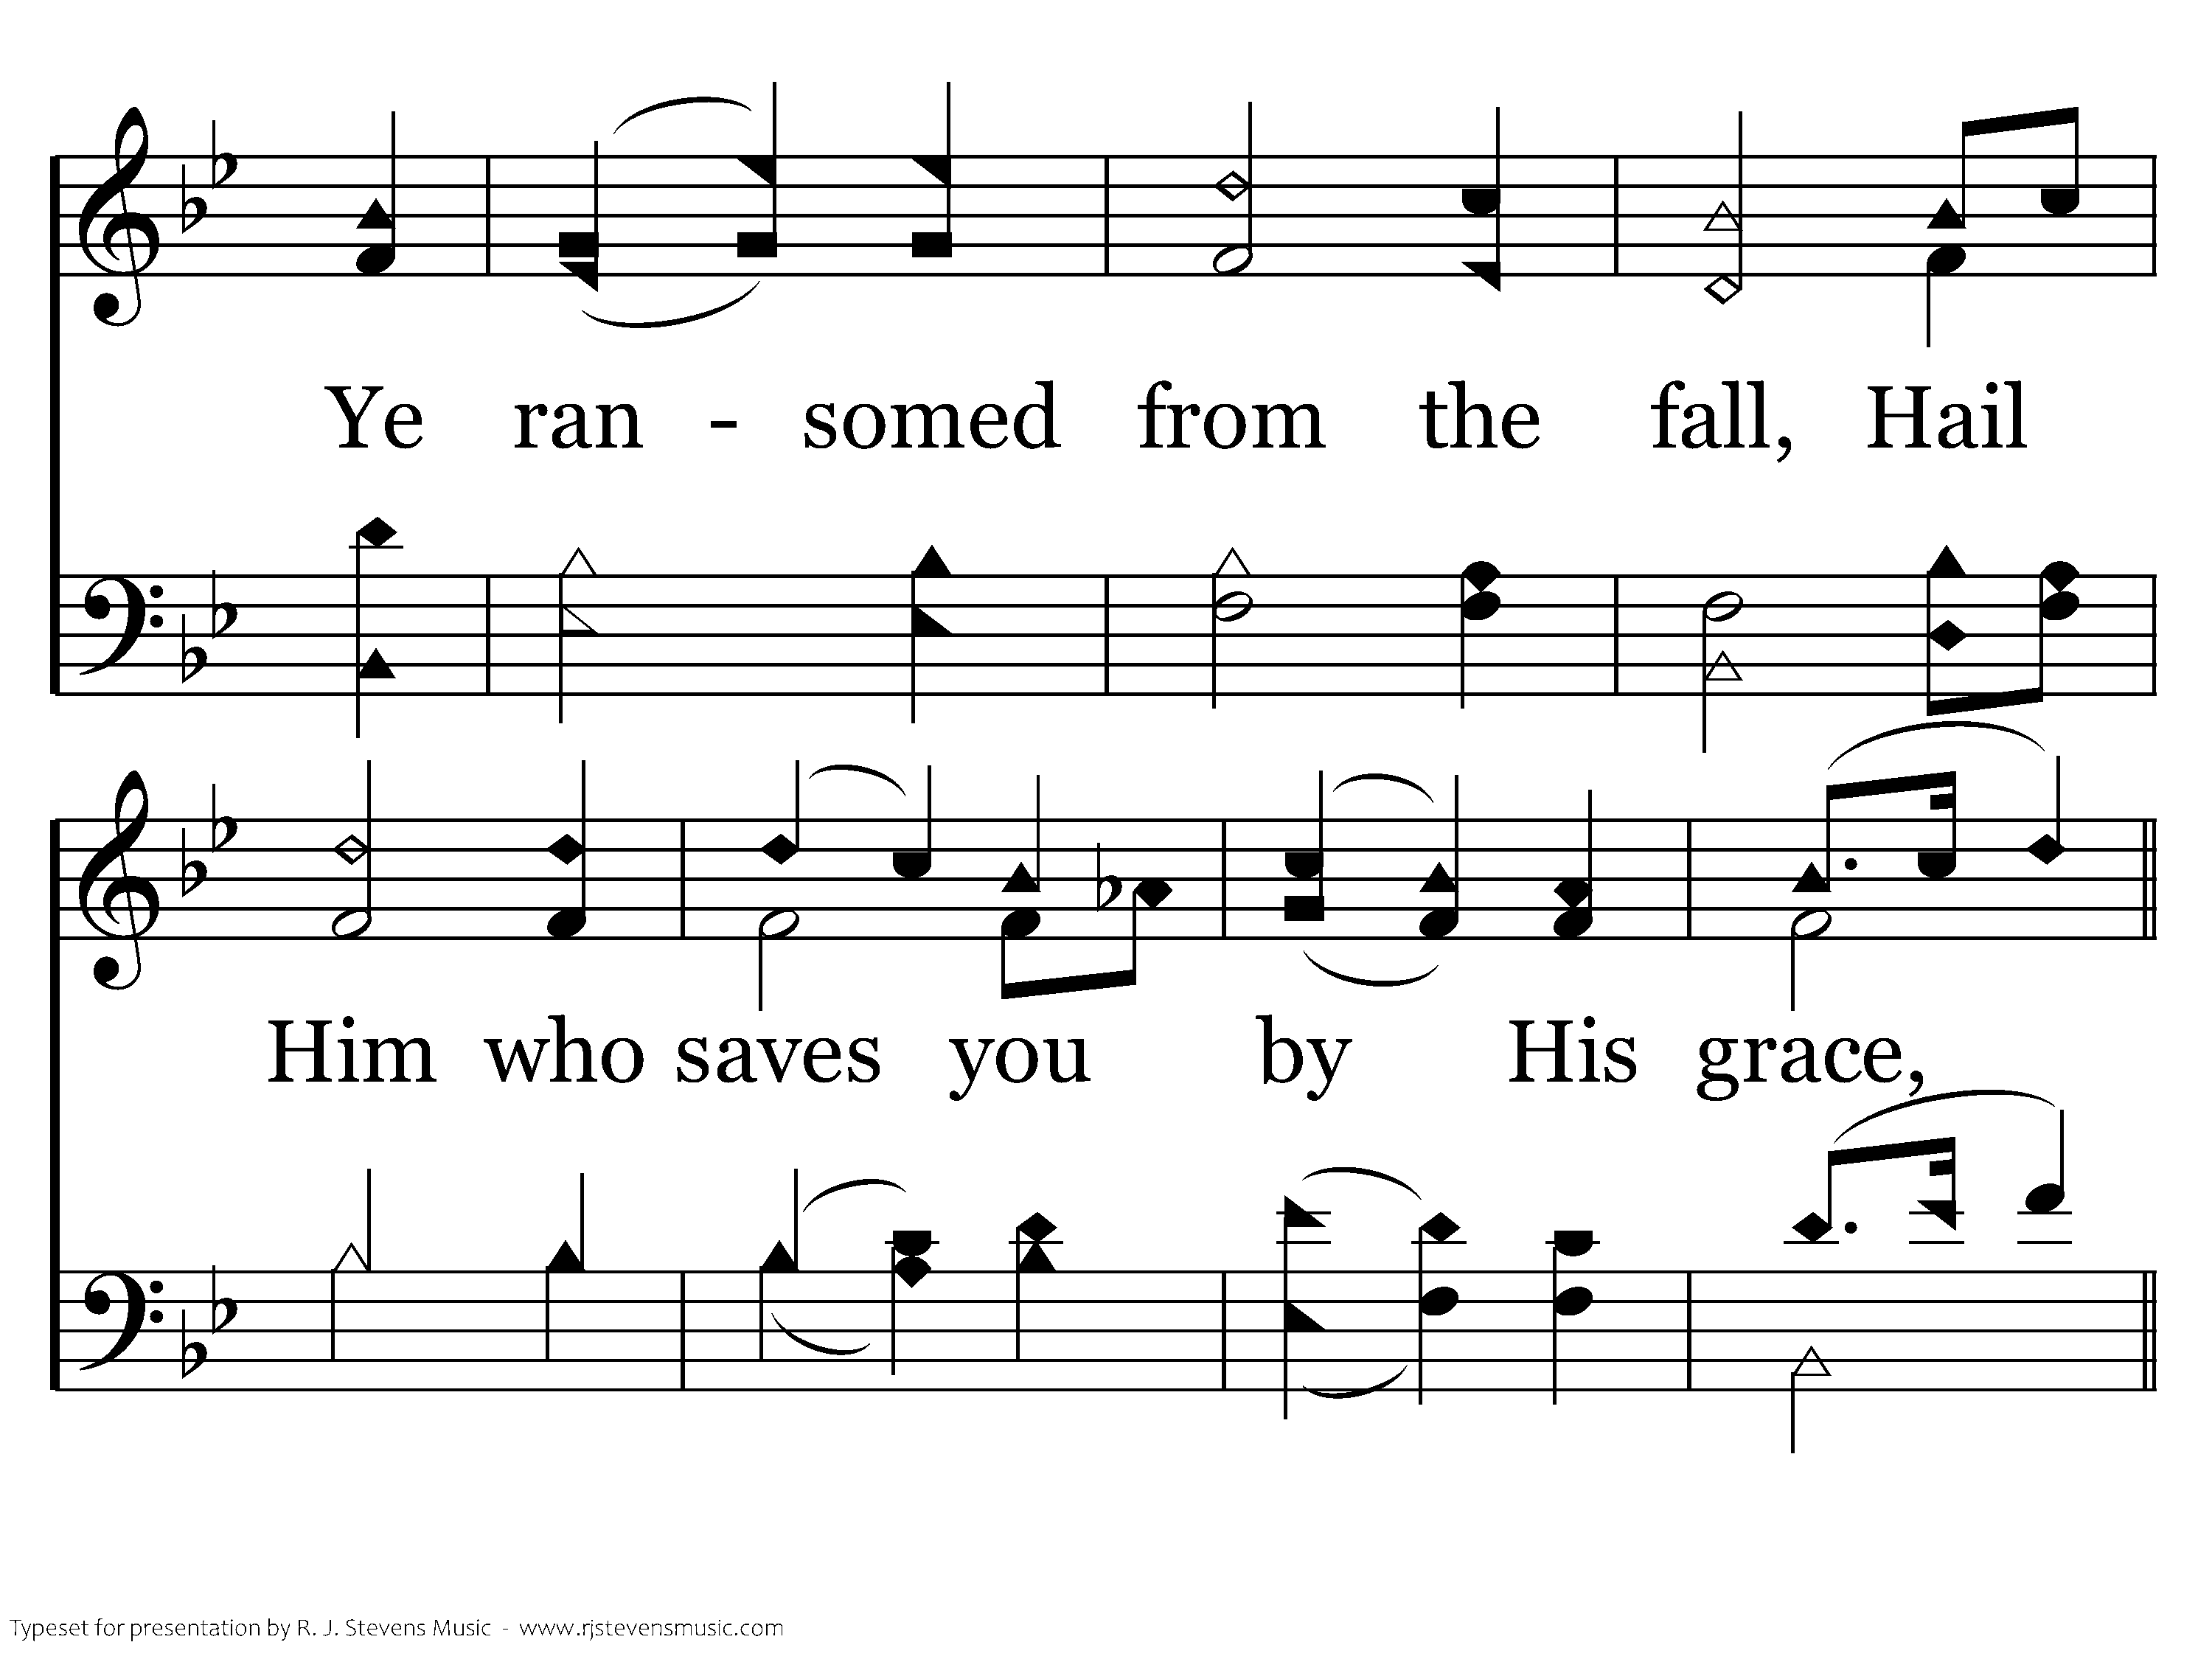 Ye ran - somed from the fall, Hail
Him who saves you by His grace,
Typeset for presentation by R. J. Stevens Music - www.rjstevensmusic.com